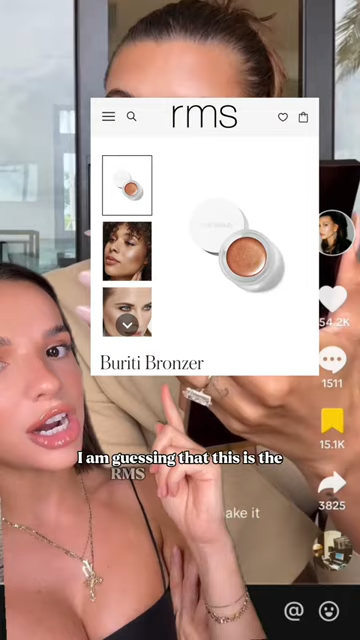 rms
Buriti Bronzer
54.2K
1511
I am guessing that this is the
RMS
15.1K
3825
ake it
@